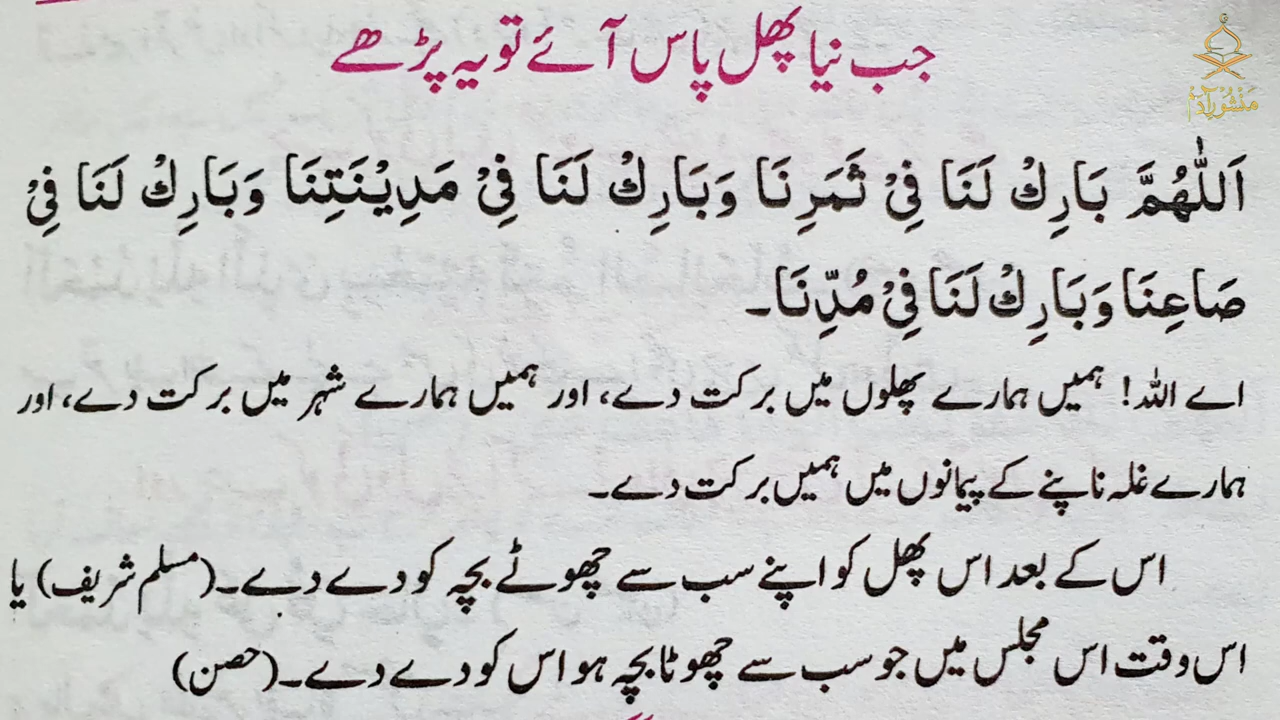 جب نیا پھل پاس آئے تو یہ پڑھے
مَنْشُوْرِ آدَم
اَللّٰهُمَّ بَارِكْ لَنَا فِيْ ثَمَرِنَا وَبَارِكْ لَنَا فِيْ مَدِيْنَتِنَا وَبَارِكْ لَنَا فِيْ
صَاعِنَا وَبَارِكْ لَنَا فِيْ مُدِّنَا۔
اے اللہ! ہمیں ہمارے پھلوں میں برکت دے، اور ہمیں ہمارے شہر میں برکت دے، اور
ہمارے غلہ ناپنے کے پیمانوں میں ہمیں برکت دے۔
اس کے بعد اس پھل کو اپنے سب سے چھوٹے بچہ کو دے دے۔ (مسلم شریف) یا
اس وقت اس مجلس میں جو سب سے چھوٹا بچہ ہو اس کو دے دے۔ (حصن)